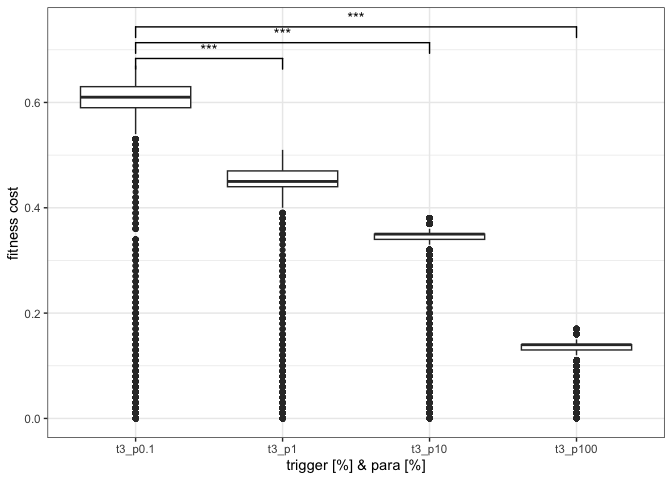 ***
***
***
0.6
0.4
0.2
0.0
fitness cost
t3_p0.1
t3_p1
t3_p10
t3_p100
trigger [%] & para [%]